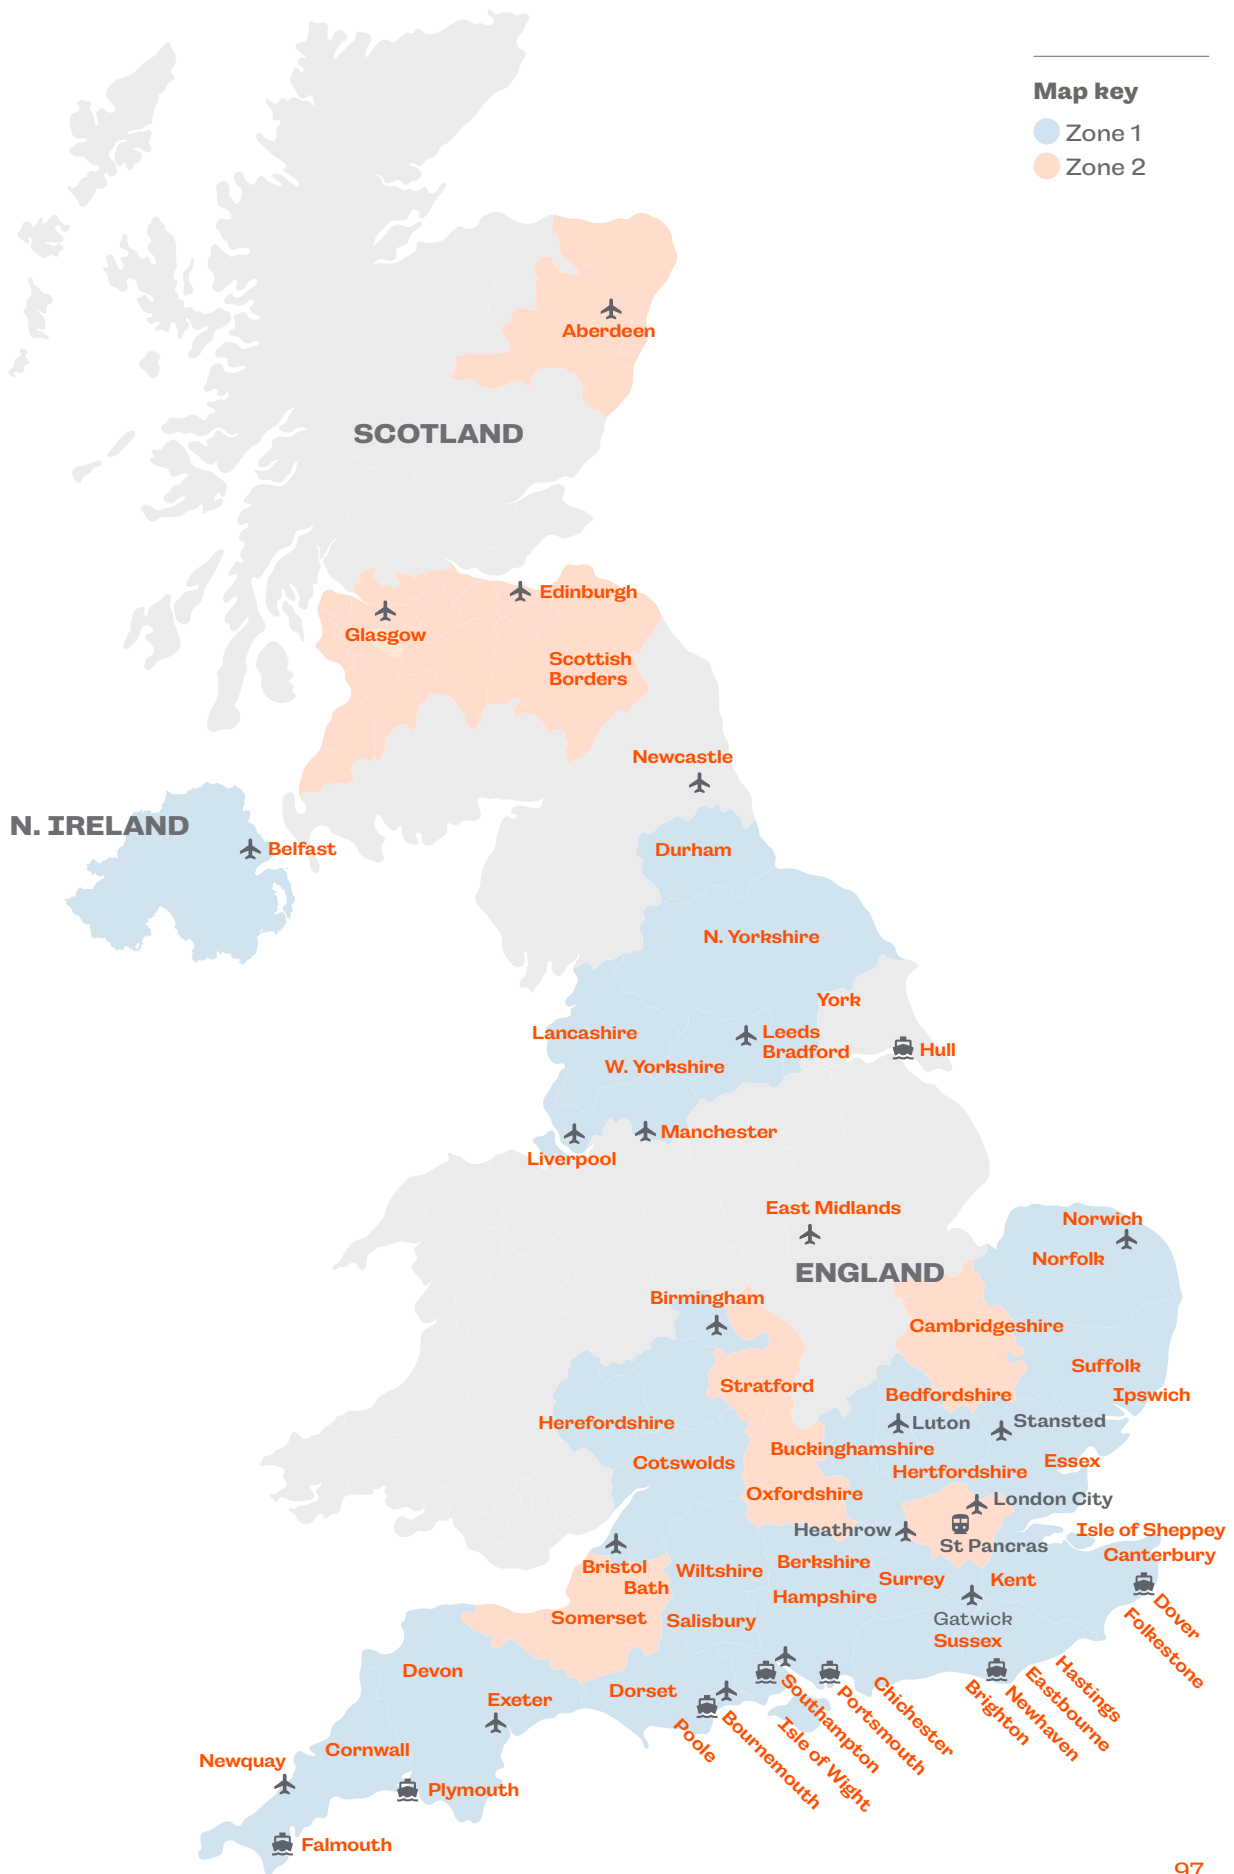 Map key
Zone 1
Zone 2
Aberdeen
SCOTLAND
Edinburgh
Glasgow
Scottish
Borders
Newcastle
N. IRELAND
Belfast
Durham
N. Yorkshire
York
Lancashire
Leeds
Bradford
Hull
W. Yorkshire
Manchester
Liverpool
East Midlands
Norwich
Norfolk
ENGLAND
Birmingham
Cambridgeshire
Suffolk
Stratford
Bedfordshire
Ipswich
Herefordshire
Luton
Stansted
Buckinghamshire
Cotswolds
Essex
Hertfordshire
Oxfordshire
London City
Heathrow
Isle of Sheppey
St Pancras
Canterbury
Bristol
Berkshire
Wiltshire
Surrey
Kent
Bath
Hampshire
Dover
Folkestone
Somerset
Salisbury
Gatwick
Sussex
Devon
Hastings
Eastbourne
Newhaven
Brighton
Chichester
Portsmouth
Southampton
Isle of Wight
Bournemouth
Poole
Dorset
Exeter
Cornwall
Newquay
Plymouth
Falmouth
97